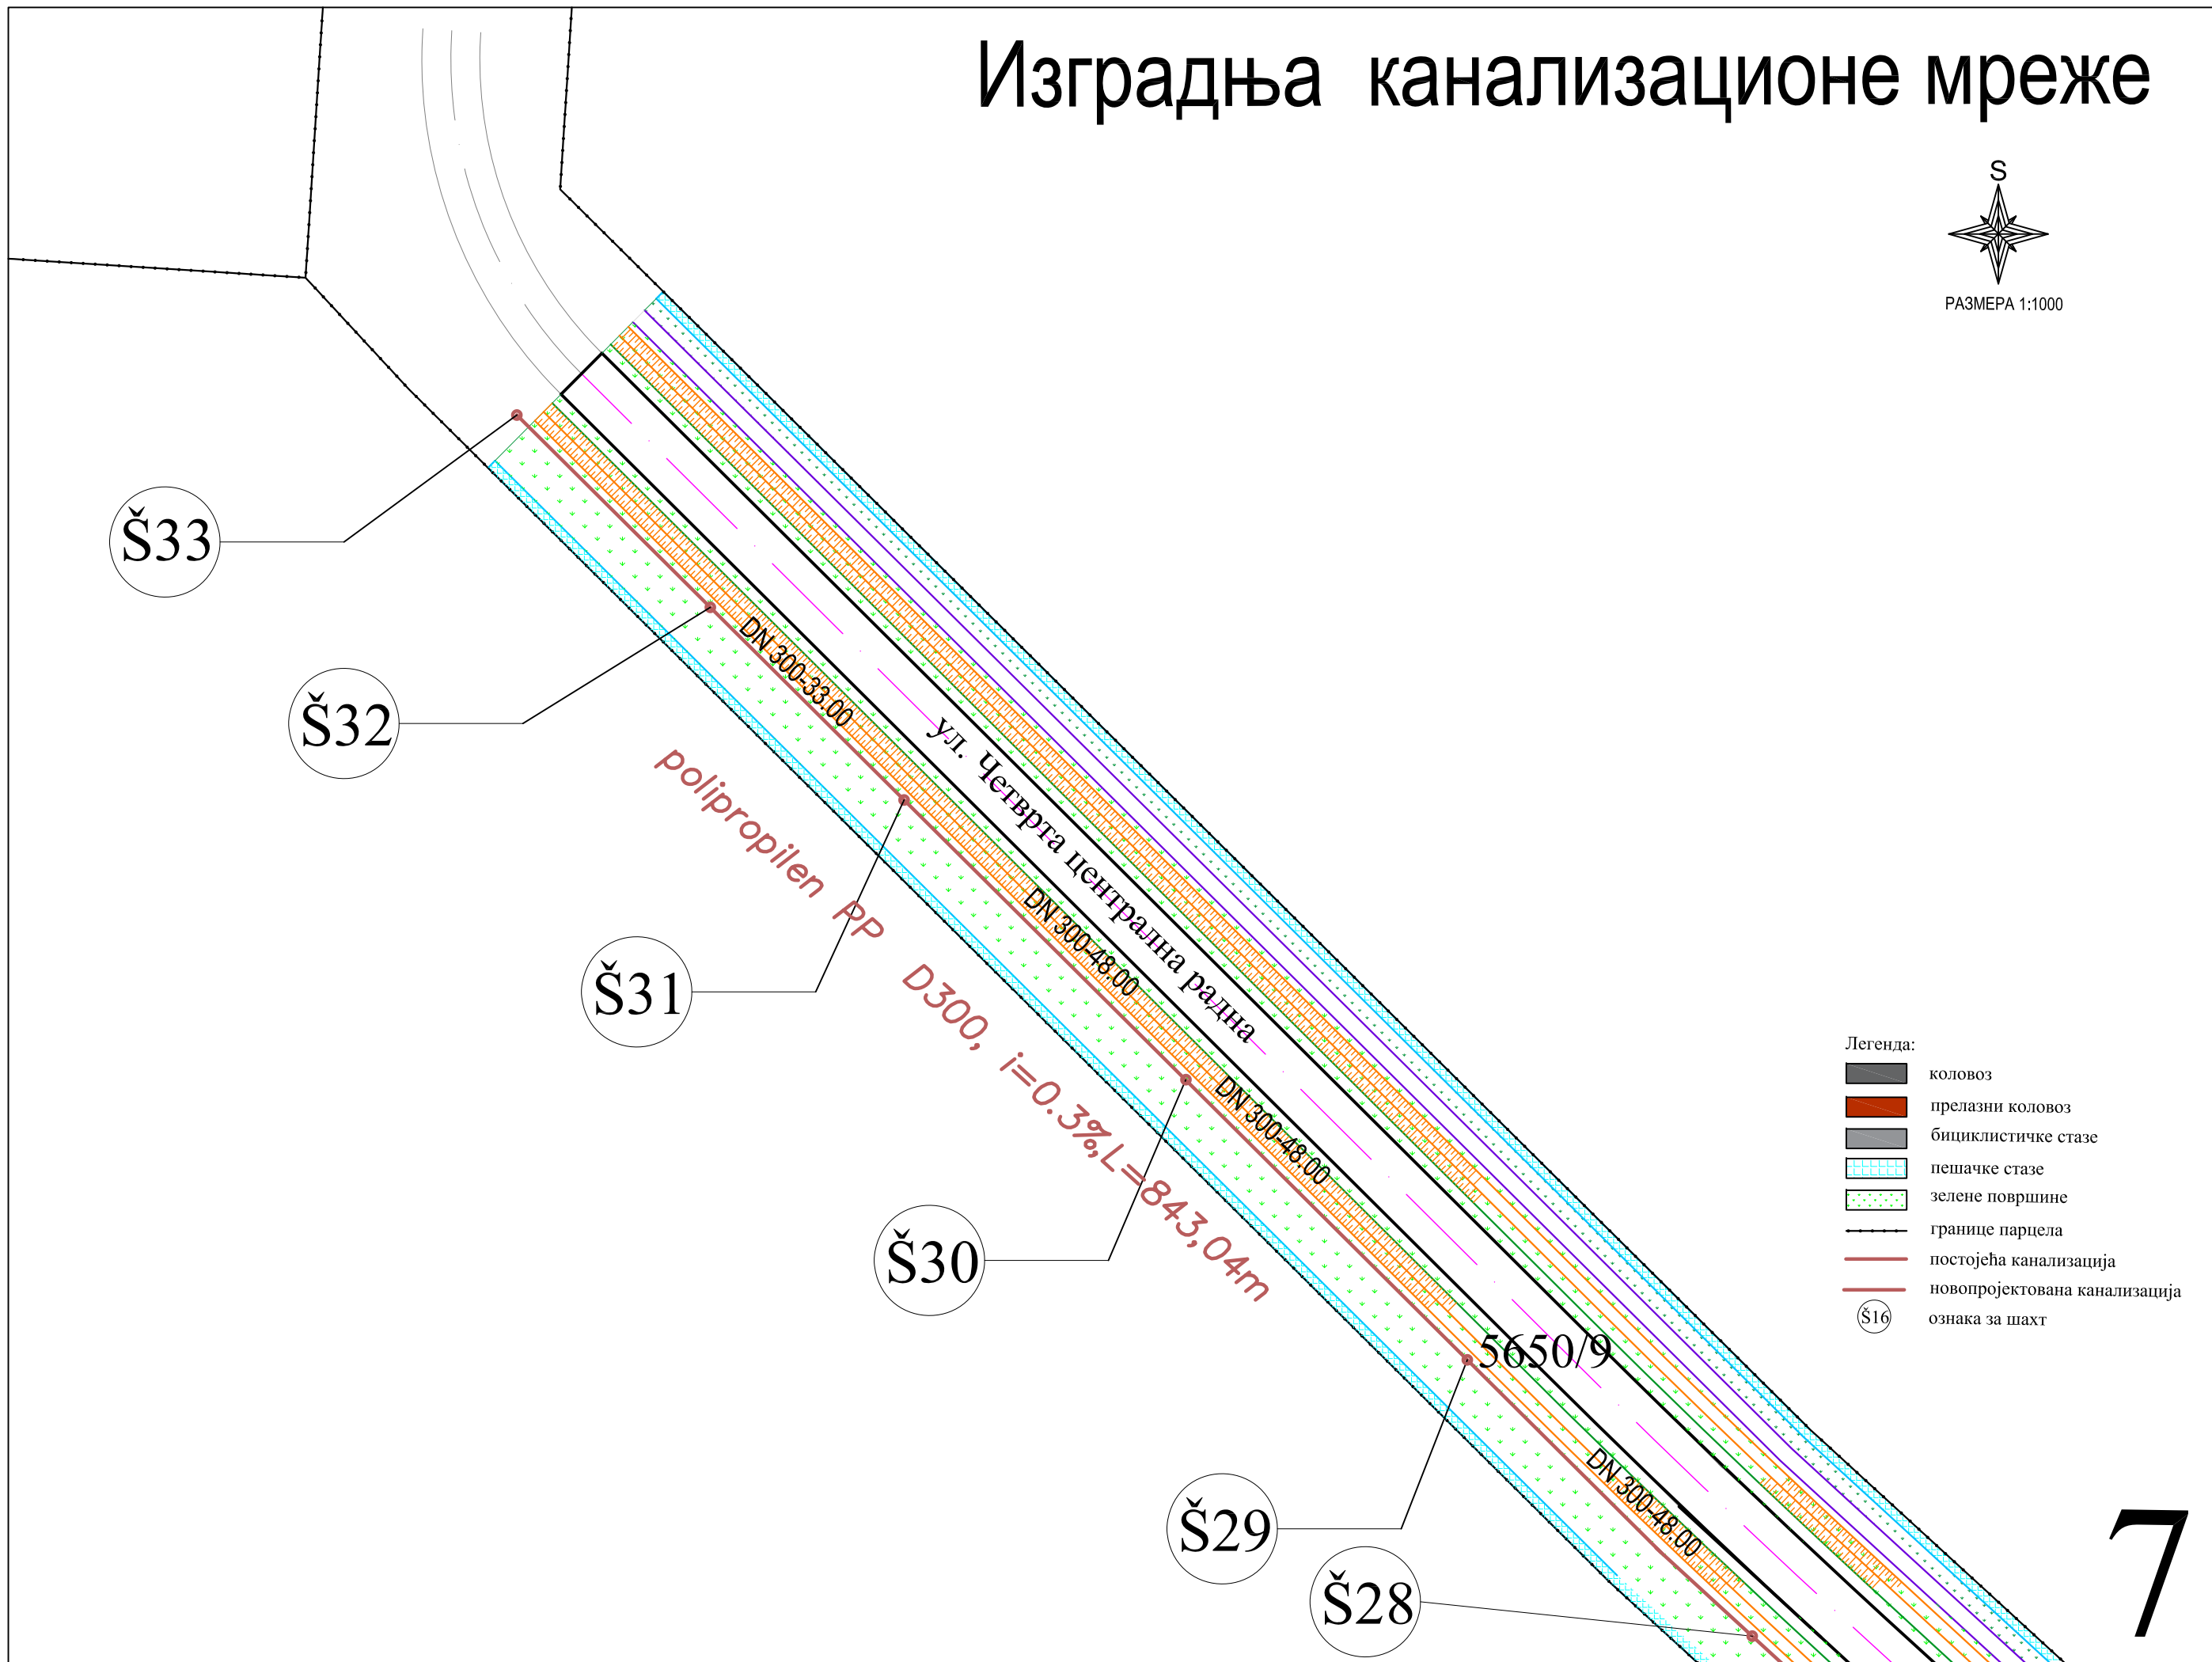 Изградња канализационе мреже
S
РАЗМЕРА 1:1000
Š33
Š32
DN 300-33.00
ул. Четврта централна радна
polipropilen PP D300, i=0.3%,L=843,04m
Š31
DN 300-48.00
Š30
DN 300-48.00
5650/9
Š29
DN 300-48.00
Š28
Легенда:
коловоз
прелазни коловоз
бициклистичке стазе
пешачке стазе
зелене површине
границе парцела
постојећа канализација
новопројектована канализација
Š16 ознака за шахт
7